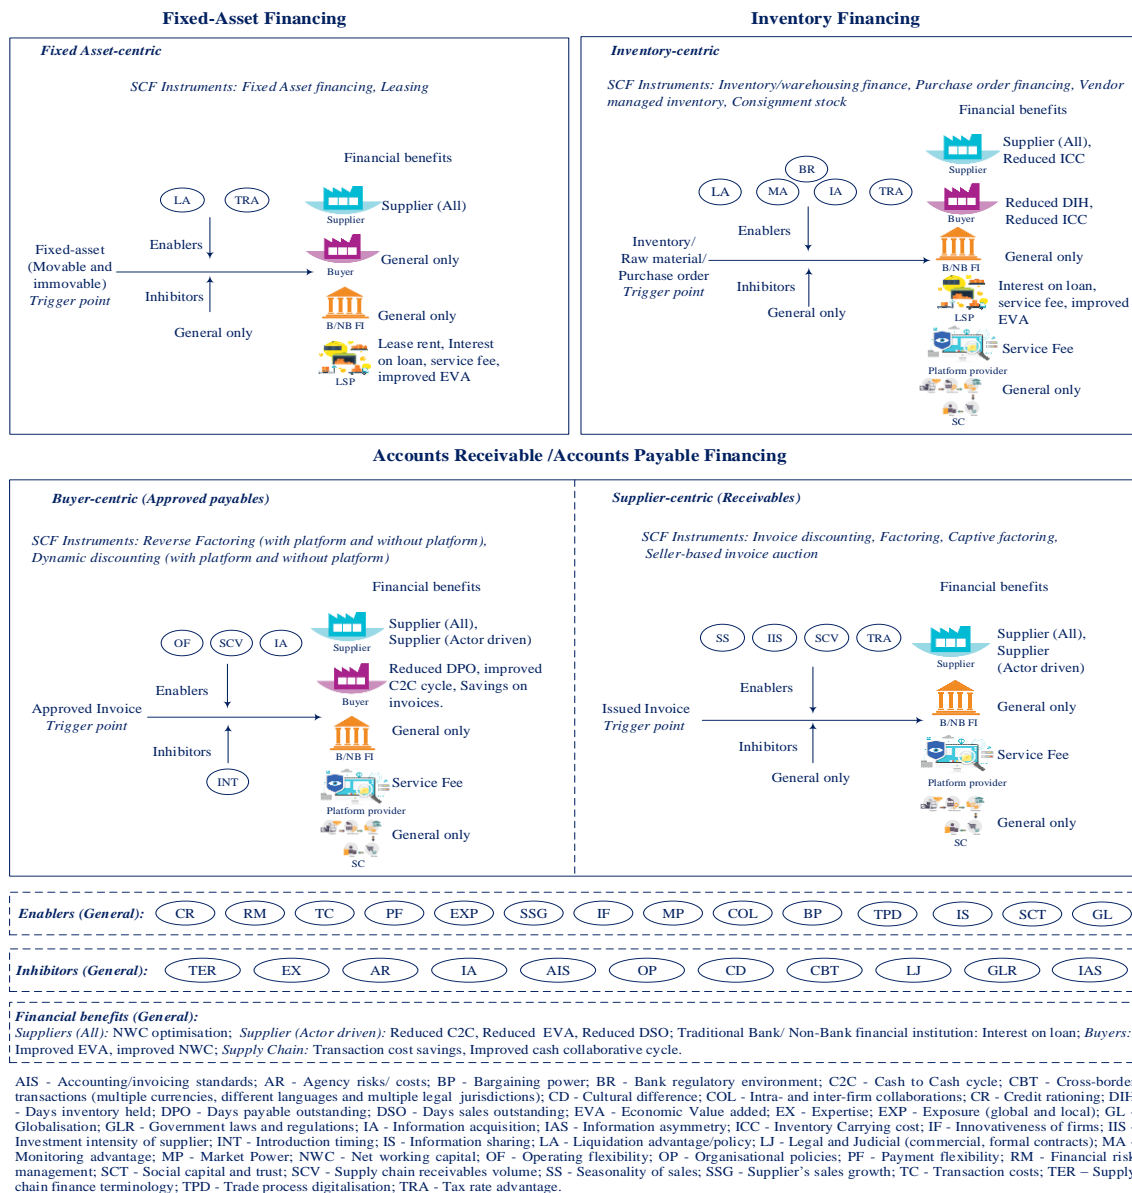 Fixed-Asset Financing
Fixed Asset-centric
SCF Instruments: Fixed Asset financing, Leasing
Financial benefits
LA
TRA
Supplier (All)
Supplier
Enablers
Fixed-asset
(Movable and
immovable)
Trigger point
General only
Buyer
Inhibitors
General only
General only
B/NB FI
Lease rent, Interest
on loan, service fee,
improved EVA
LSP
Inventory Financing
Inventory-centric
SCF Instruments: Inventory/warehousing finance, Purchase order financing, Vendor
managed inventory, Consignment stock
Financial benefits
Supplier (All),
Reduced ICC
Supplier
BR
LA
MA
IA
TRA
Reduced DIH,
Reduced ICC
Buyer
Enablers
Inventory/
Raw material/
Purchase order
Trigger point
General only
B/NB FI
Inhibitors
General only
Interest on loan,
service fee, improved
EVA
LSP
Service Fee
Platform provider
General only
SC
Accounts Receivable /Accounts Payable Financing
Buyer-centric (Approved payables)
SCF Instruments: Reverse Factoring (with platform and without platform),
Dynamic discounting (with platform and without platform)
Financial benefits
OF
SCV
IA
Supplier (All),
Supplier (Actor driven)
Supplier
Enablers
Reduced DPO, improved
C2C cycle, Savings on
invoices.
Buyer
Approved Invoice
Trigger point
General only
B/NB FI
Inhibitors
INT
Service Fee
Platform provider
General only
SC
Supplier-centric (Receivables)
SCF Instruments: Invoice discounting, Factoring, Captive factoring,
Seller-based invoice auction
Financial benefits
SS
IIS
SCV
TRA
Supplier (All),
Supplier
(Actor driven)
Supplier
Enablers
Issued Invoice
Trigger point
General only
B/NB FI
Inhibitors
General only
Service Fee
Platform provider
General only
SC
Enablers (General): CR RM TC PF EXP SSG IF MP COL BP TPD IS SCT GL
Inhibitors (General): TER EX AR IA AIS OP CD CBT LJ GLR IAS
Financial benefits (General):
Suppliers (All): NWC optimisation; Supplier (Actor driven): Reduced C2C, Reduced EVA, Reduced DSO; Traditional Bank/ Non-Bank financial institution: Interest on loan; Buyers:
Improved EVA, improved NWC; Supply Chain: Transaction cost savings, Improved cash collaborative cycle.
AIS - Accounting/invoicing standards; AR - Agency risks/ costs; BP - Bargaining power; BR - Bank regulatory environment; C2C - Cash to Cash cycle; CBT - Cross-border
transactions (multiple currencies, different languages and multiple legal jurisdictions); CD - Cultural difference; COL - Intra- and inter-firm collaborations; CR - Credit rationing; DIH
- Days inventory held; DPO - Days payable outstanding; DSO - Days sales outstanding; EVA - Economic Value added; EX - Expertise; EXP - Exposure (global and local); GL -
Globalisation; GLR - Government laws and regulations; IA - Information acquisition; IAS - Information asymmetry; ICC - Inventory Carrying cost; IF - Innovativeness of firms; IIS -
Investment intensity of supplier; INT - Introduction timing; IS - Information sharing; LA - Liquidation advantage/policy; LJ - Legal and Judicial (commercial, formal contracts); MA -
Monitoring advantage; MP - Market Power; NWC - Net working capital; OF - Operating flexibility; OP - Organisational policies; PF - Payment flexibility; RM - Financial risk
management; SCT - Social capital and trust; SCV - Supply chain receivables volume; SS - Seasonality of sales; SSG - Supplier's sales growth; TC - Transaction costs; TER – Supply
chain finance terminology; TPD - Trade process digitalisation; TRA - Tax rate advantage.